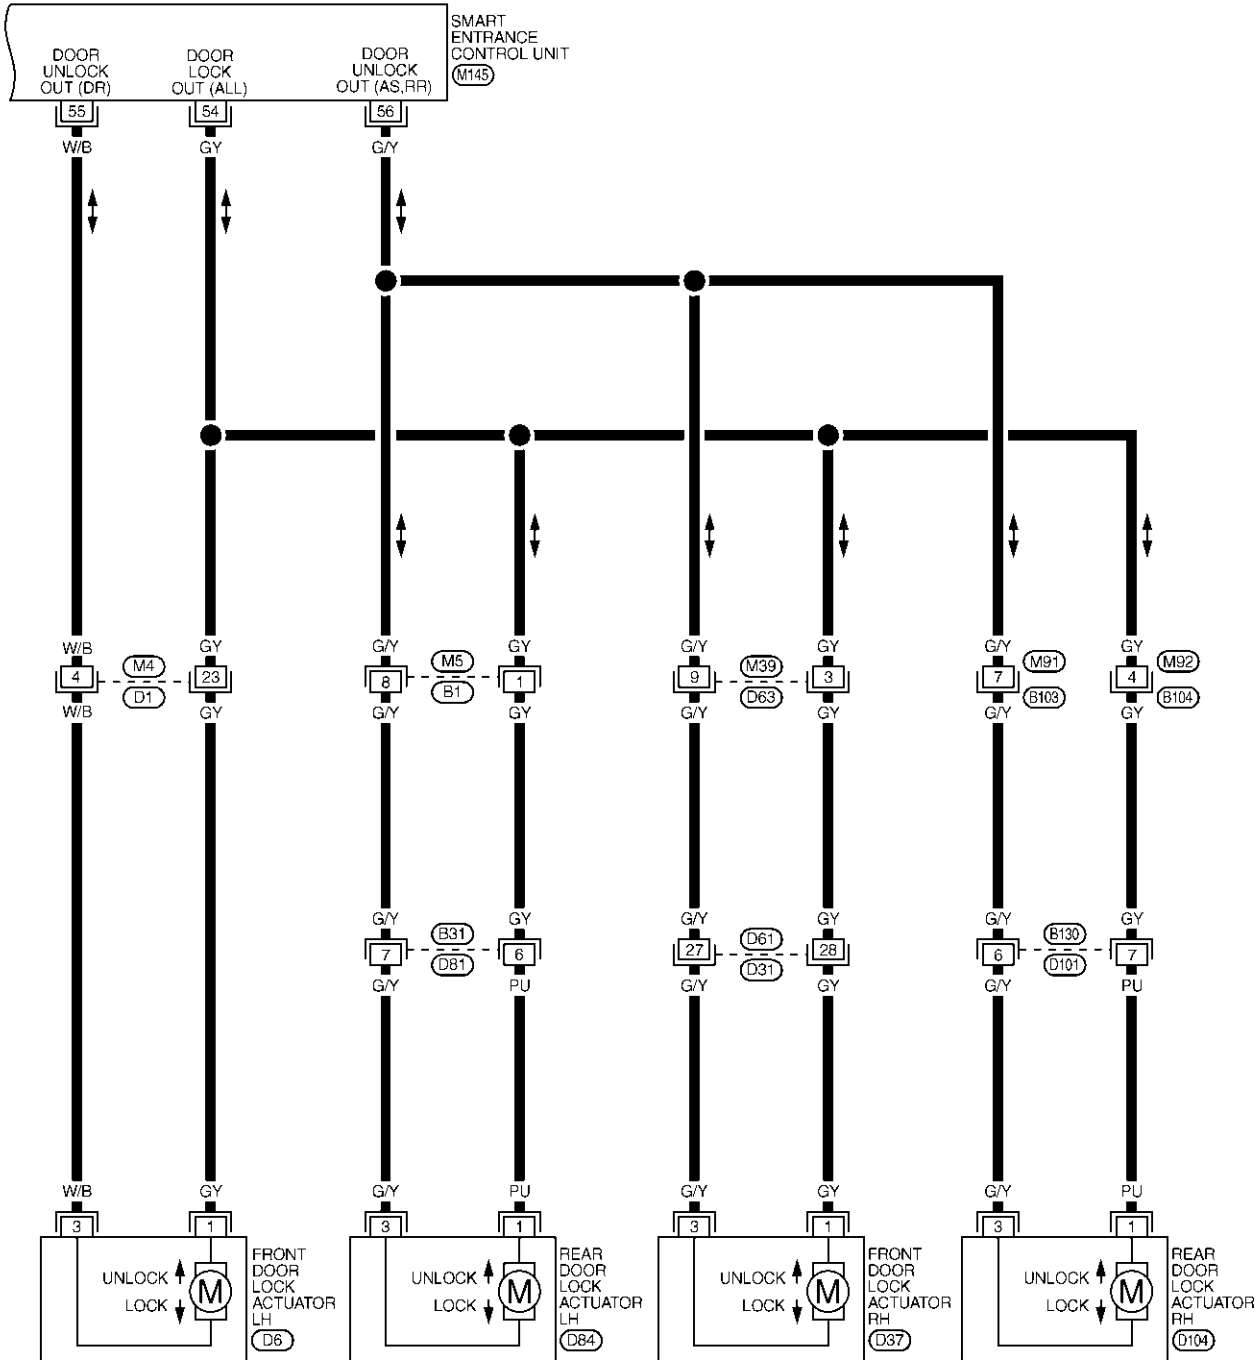 SMART
ENTRANCE
CONTROL UNIT
M145
DOOR
UNLOCK
OUT (DR)
DOOR
LOCK
OUT (ALL)
DOOR
UNLOCK
OUT (AS,RR)
55
54
56
W/B
GY
G/Y
W/B
GY
G/Y
GY
G/Y
GY
G/Y
GY
4
M4
D1
23
8
M5
B1
1
9
M39
D63
3
7
M91
B103
4
M92
B104
W/B
GY
G/Y
GY
G/Y
GY
G/Y
GY
G/Y
GY
G/Y
GY
G/Y
GY
7
B31
D81
6
27
D61
D31
28
6
B130
D101
7
G/Y
PU
G/Y
GY
G/Y
PU
W/B
GY
G/Y
PU
G/Y
GY
G/Y
PU
3
1
3
1
3
1
3
1
UNLOCK
LOCK
M
FRONT
DOOR
LOCK
ACTUATOR
LH
D6
UNLOCK
LOCK
M
REAR
DOOR
LOCK
ACTUATOR
LH
D84
UNLOCK
LOCK
M
FRONT
DOOR
LOCK
ACTUATOR
RH
D37
UNLOCK
LOCK
M
REAR
DOOR
LOCK
ACTUATOR
RH
D104